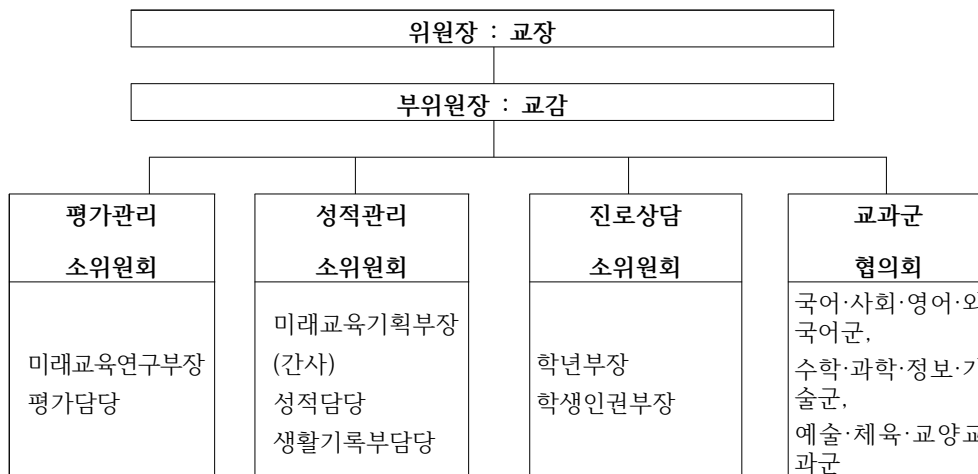 위원장 : 교장
부위원장 : 교감
평가관리
소위원회
미래교육연구부장
평가담당
성적관리
소위원회
미래교육기획부장
(간사)
성적담당
생활기록부담당
진로상담
소위원회
학년부장
학생인권부장
교과군
협의회
국어·사회·영어·외
국어군,
수학·과학·정보·기
술군,
예술·체육·교양교
과군